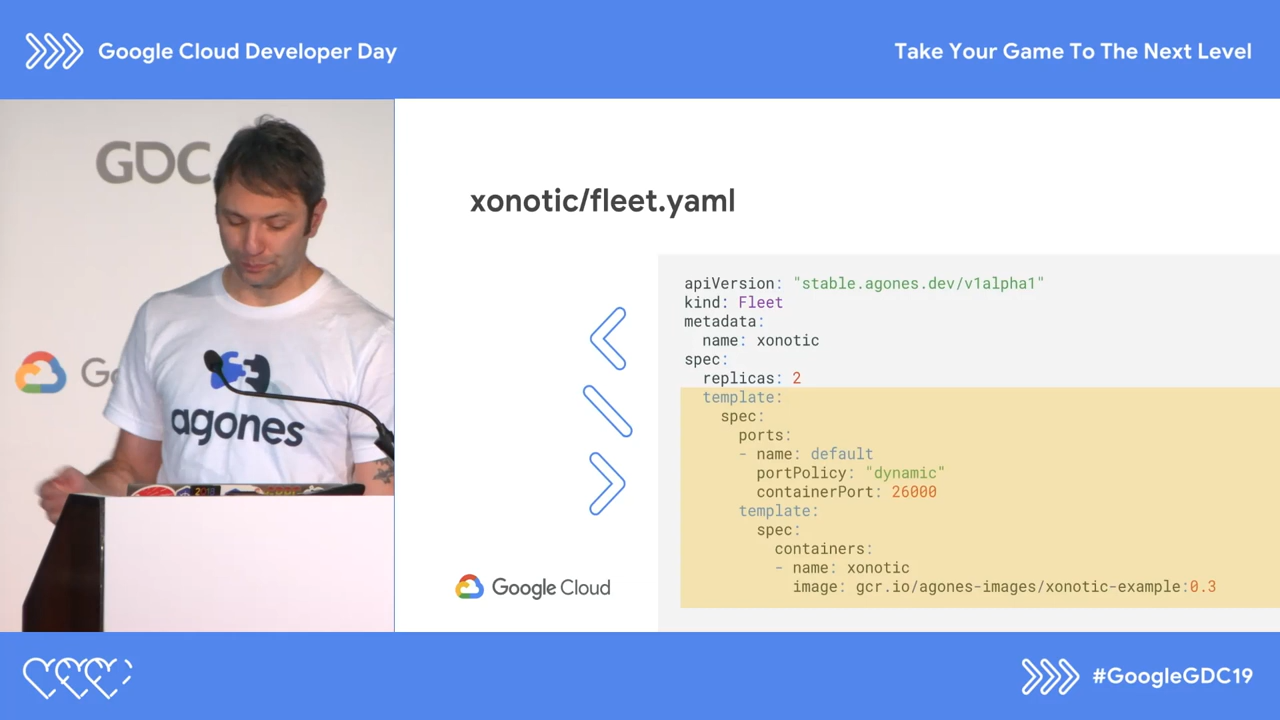 Google Cloud Developer Day
Take Your Game To The Next Level
GDC
Go
agones
xonotic/fleet.yaml
apiVersion: "stable.agones.dev/v1alpha1"
kind: Fleet
metadata:
  name: xonotic
spec:
  replicas: 2
  template:
    spec:
      ports:
      - name: default
        portPolicy: "dynamic"
        containerPort: 26000
      template:
        spec:
          containers:
          - name: xonotic
            image: gcr.io/agones-images/xonotic-example:0.3
Google Cloud
#GoogleGDC19